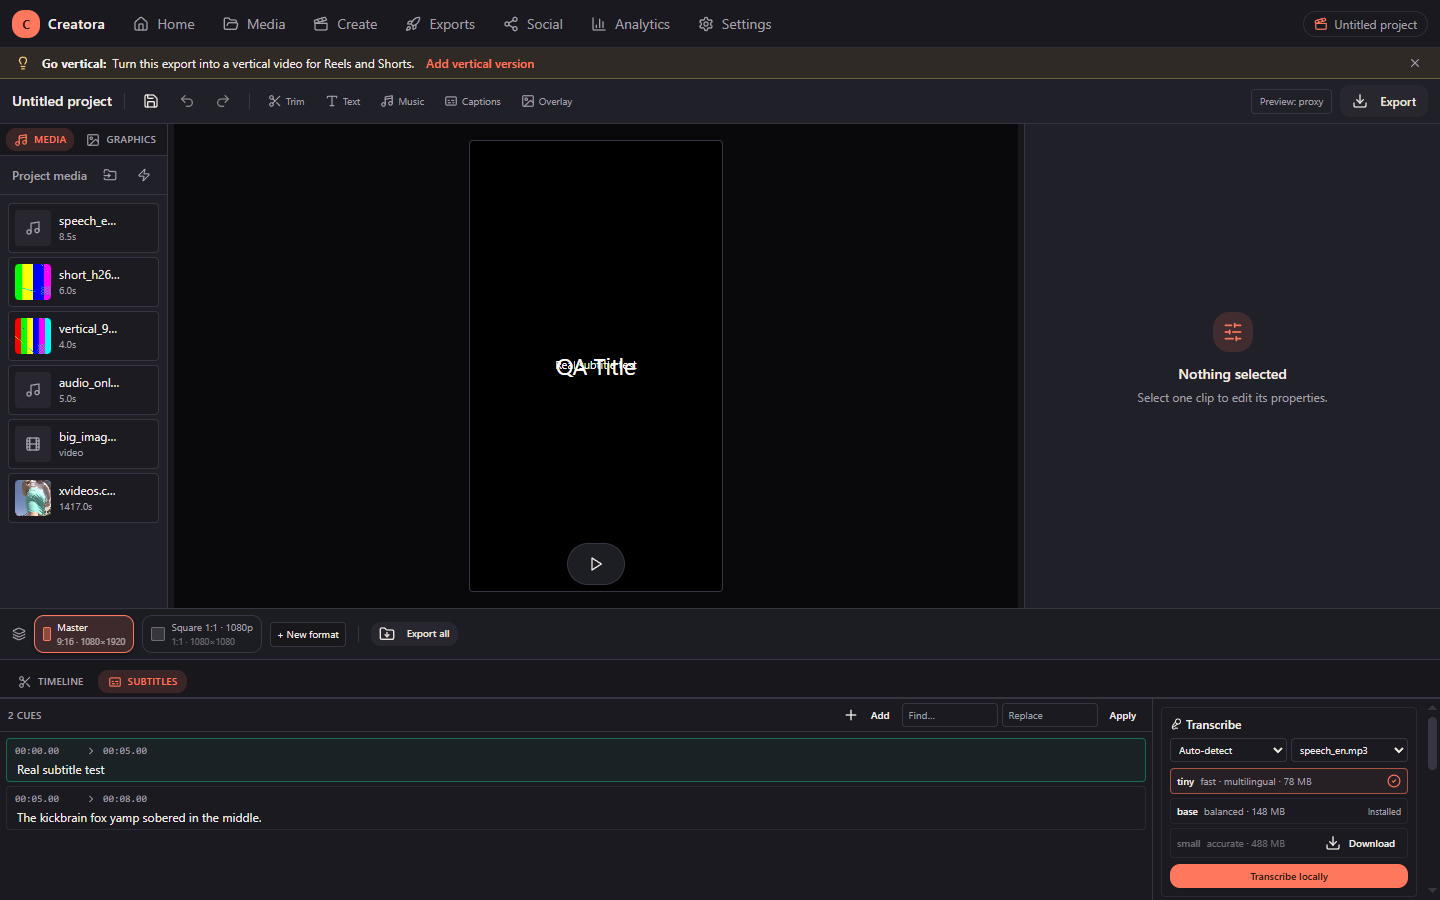 C Creatora Home Media Create Exports Social Analytics Settings Untitled project
Go vertical: Turn this export into a vertical video for Reels and Shorts. Add vertical version
Untitled project Trim Text Music Captions Overlay Preview: proxy Export
MEDIA GRAPHICS
Project media
speech_e...
8.5s
short_h26...
6.0s
vertical_9...
4.0s
audio_onl...
5.0s
big_imag...
video
xvideos.c...
1417.0s
Real subtitle test
QA Title
Nothing selected
Select one clip to edit its properties.
Master
9:16 · 1080×1920
Square 1:1 · 1080p
1:1 · 1080×1080
+ New format
Export all
TIMELINE SUBTITLES
2 CUES Add Find... Replace Apply
00:00.00 > 00:05.00
Real subtitle test
00:05.00 > 00:08.00
The kickbrain fox yamp sobered in the middle.
Transcribe
Auto-detect speech_en.mp3
tiny fast · multilingual · 78 MB
base balanced · 148 MB Installed
small accurate · 488 MB Download
Transcribe locally